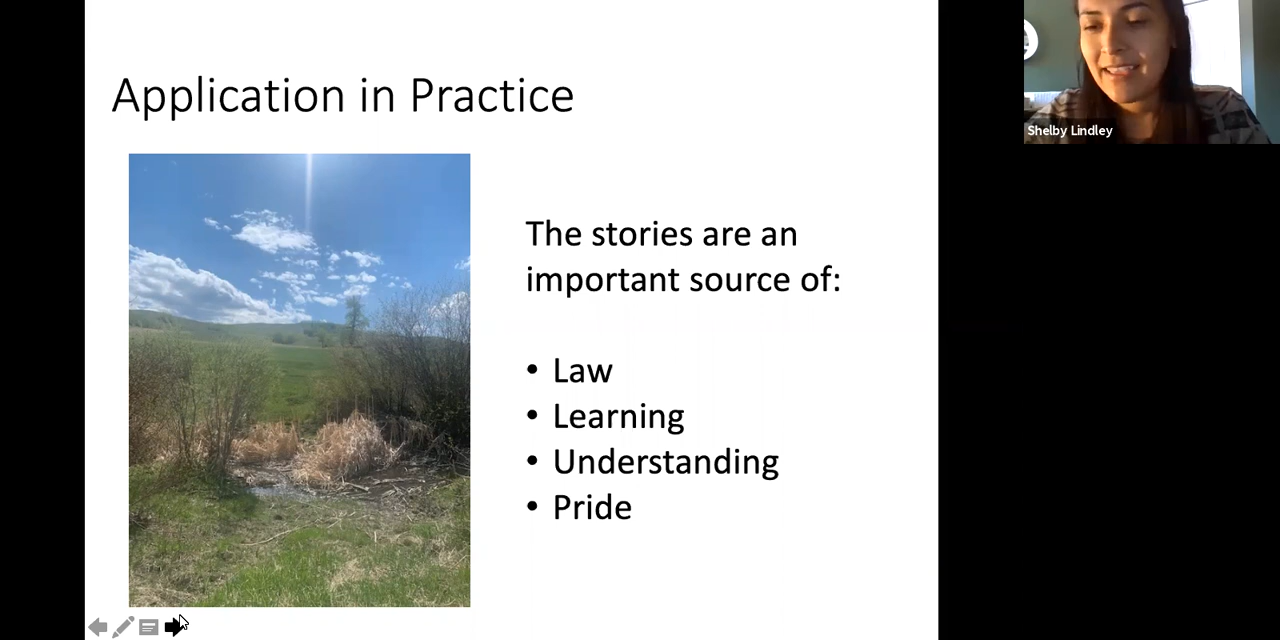 Application in Practice
The stories are an
important source of:
• Law
• Learning
• Understanding
• Pride
Shelby Lindley